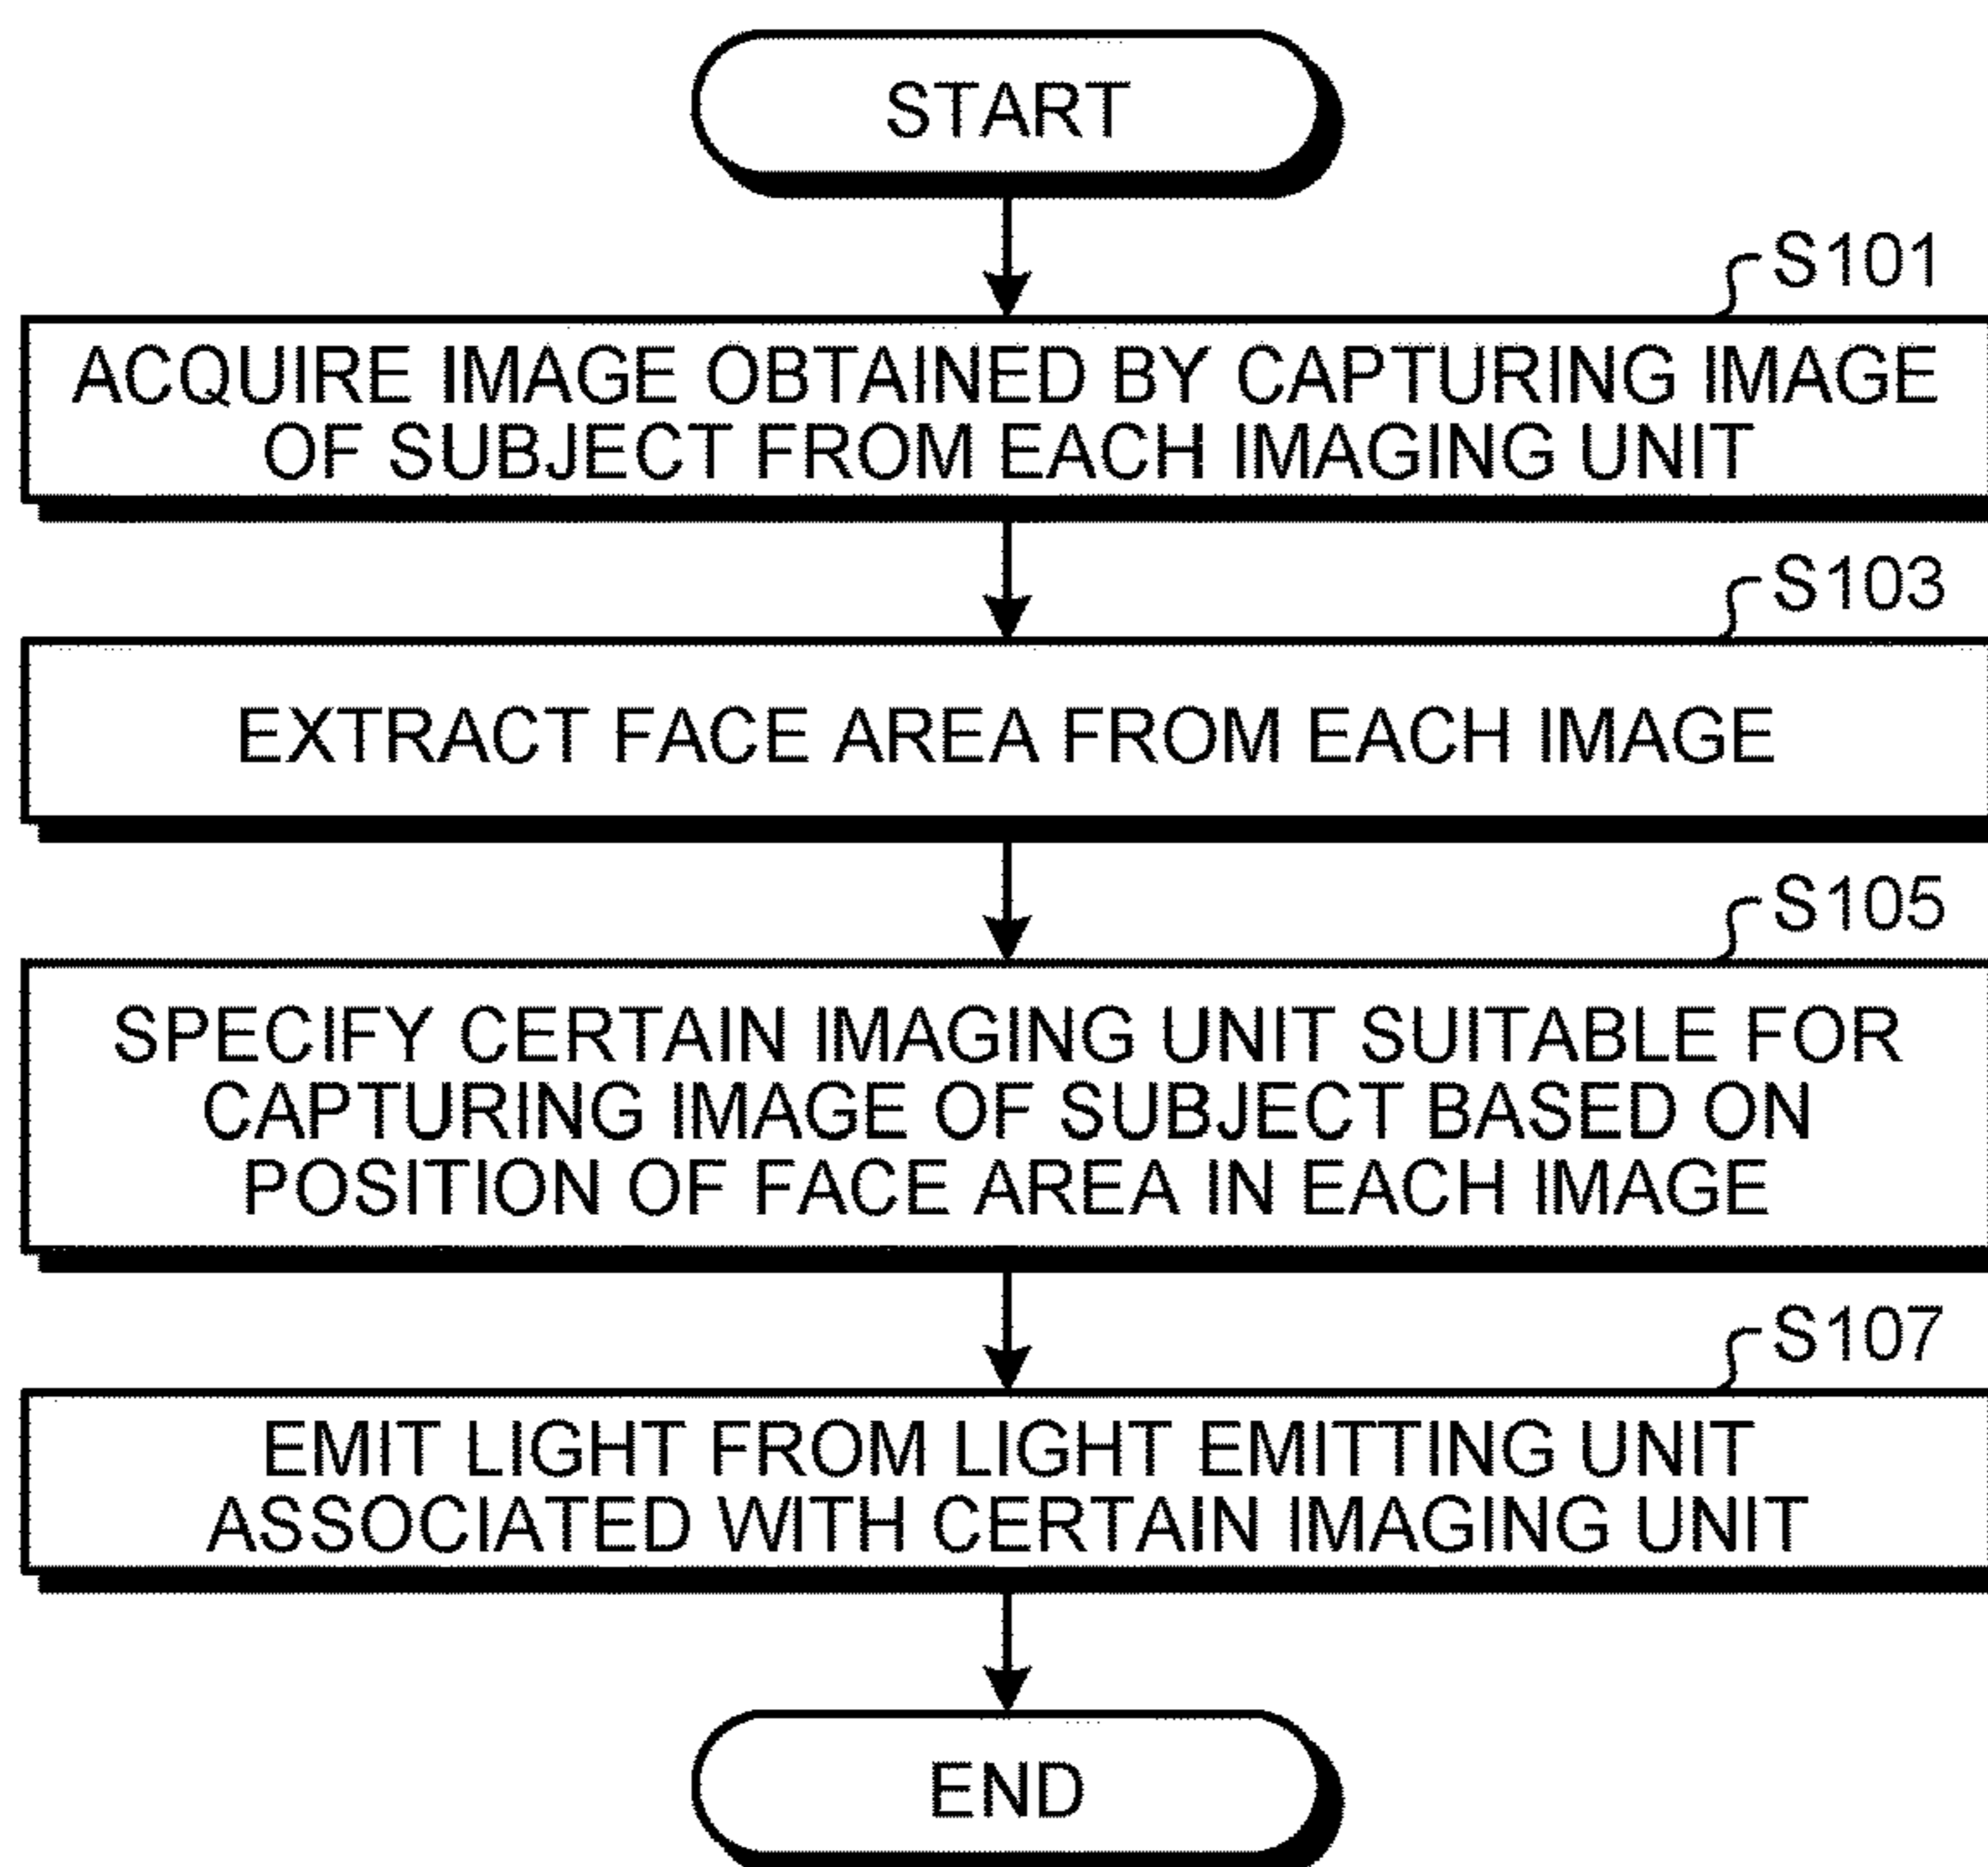 START
S101
ACQUIRE IMAGE OBTAINED BY CAPTURING IMAGE
OF SUBJECT FROM EACH IMAGING UNIT
S103
EXTRACT FACE AREA FROM EACH IMAGE
S105
SPECIFY CERTAIN IMAGING UNIT SUITABLE FOR
CAPTURING IMAGE OF SUBJECT BASED ON
POSITION OF FACE AREA IN EACH IMAGE
S107
EMIT LIGHT FROM LIGHT EMITTING UNIT
ASSOCIATED WITH CERTAIN IMAGING UNIT
END